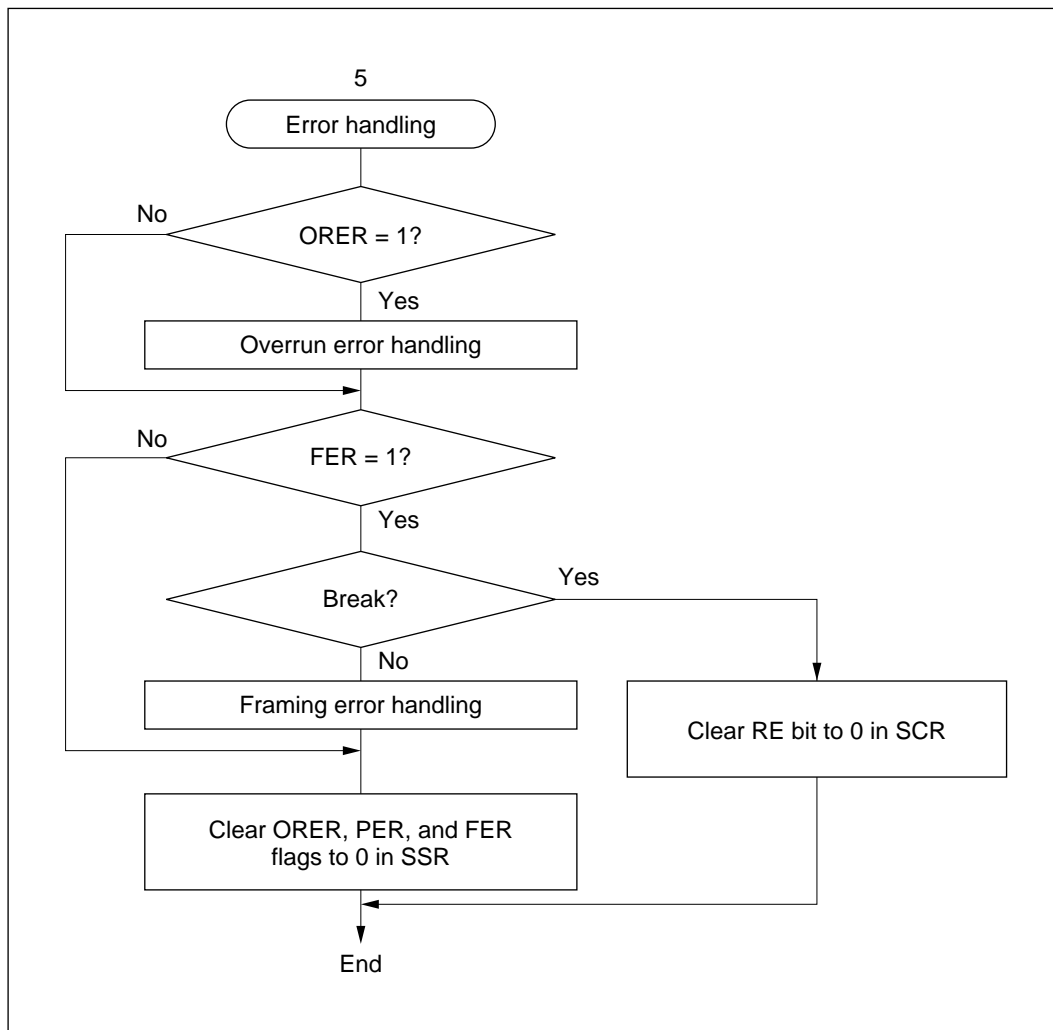 5
Error handling
No
ORER = 1?
Yes
Overrun error handling
No
FER = 1?
Yes
Break?
Yes
No
Framing error handling
Clear RE bit to 0 in SCR
Clear ORER, PER, and FER
flags to 0 in SSR
End